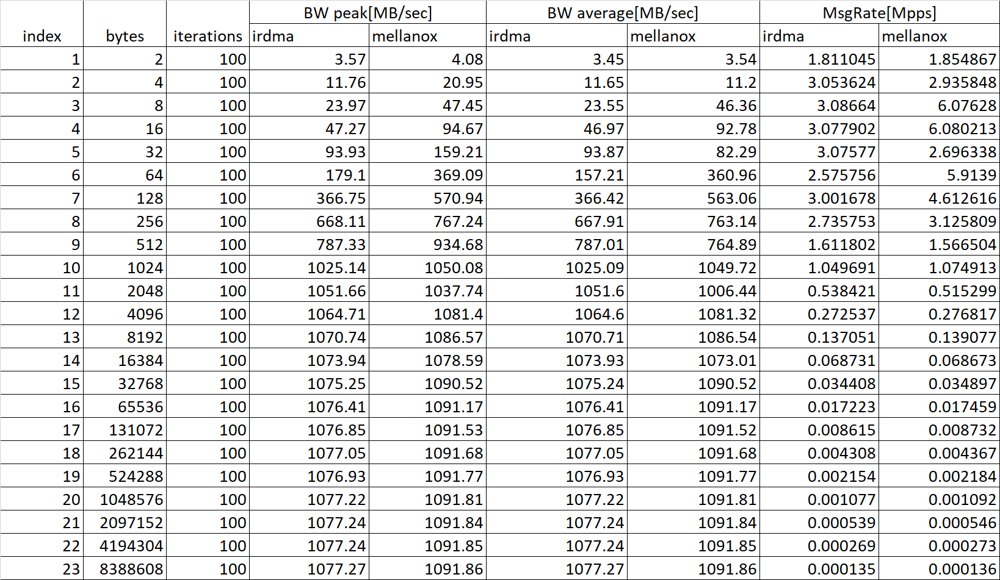 BW peak[MB/sec] BW average[MB/sec] MsgRate[Mpps]
index bytes iterations irdma mellanox irdma mellanox irdma mellanox
1 2 100 3.57 4.08 3.45 3.54 1.811045 1.854867
2 4 100 11.76 20.95 11.65 11.2 3.053624 2.935848
3 8 100 23.97 47.45 23.55 46.36 3.08664 6.07628
4 16 100 47.27 94.67 46.97 92.78 3.077902 6.080213
5 32 100 93.93 159.21 93.87 82.29 3.07577 2.696338
6 64 100 179.1 369.09 157.21 360.96 2.575756 5.9139
7 128 100 366.75 570.94 366.42 563.06 3.001678 4.612616
8 256 100 668.11 767.24 667.91 763.14 2.735753 3.125809
9 512 100 787.33 934.68 787.01 764.89 1.611802 1.566504
10 1024 100 1025.14 1050.08 1025.09 1049.72 1.049691 1.074913
11 2048 100 1051.66 1037.74 1051.6 1006.44 0.538421 0.515299
12 4096 100 1064.71 1081.4 1064.6 1081.32 0.272537 0.276817
13 8192 100 1070.74 1086.57 1070.71 1086.54 0.137051 0.139077
14 16384 100 1073.94 1078.59 1073.93 1073.01 0.068731 0.068673
15 32768 100 1075.25 1090.52 1075.24 1090.52 0.034408 0.034897
16 65536 100 1076.41 1091.17 1076.41 1091.17 0.017223 0.017459
17 131072 100 1076.85 1091.53 1076.85 1091.52 0.008615 0.008732
18 262144 100 1077.05 1091.68 1077.05 1091.68 0.004308 0.004367
19 524288 100 1076.93 1091.77 1076.93 1091.77 0.002154 0.002184
20 1048576 100 1077.22 1091.81 1077.22 1091.81 0.001077 0.001092
21 2097152 100 1077.24 1091.84 1077.24 1091.84 0.000539 0.000546
22 4194304 100 1077.24 1091.85 1077.24 1091.85 0.000269 0.000273
23 8388608 100 1077.27 1091.86 1077.27 1091.86 0.000135 0.000136